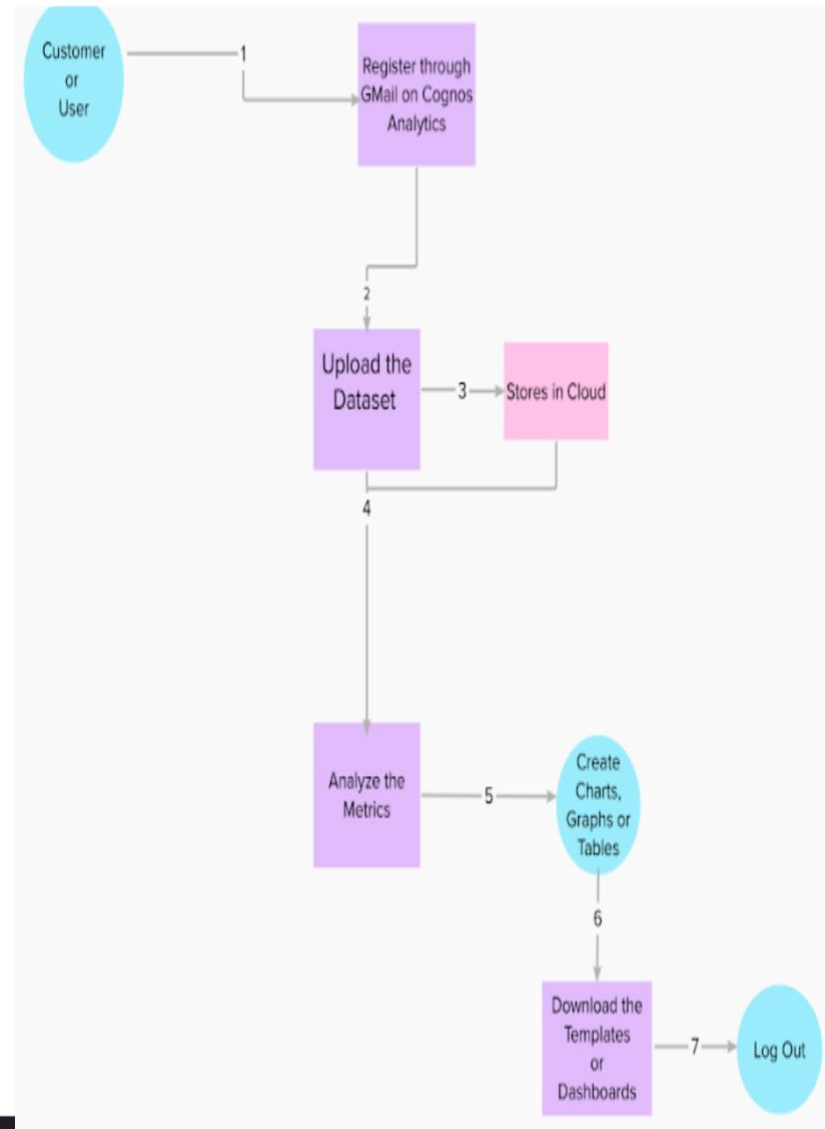 Customer
or
User
1
Register through
GMail on Cognos
Analytics
2
Upload the
Dataset
3
Stores in Cloud
4
Analyze the
Metrics
5
Create
Charts,
Graphs or
Tables
6
Download the
Templates
or
Dashboards
7
Log Out